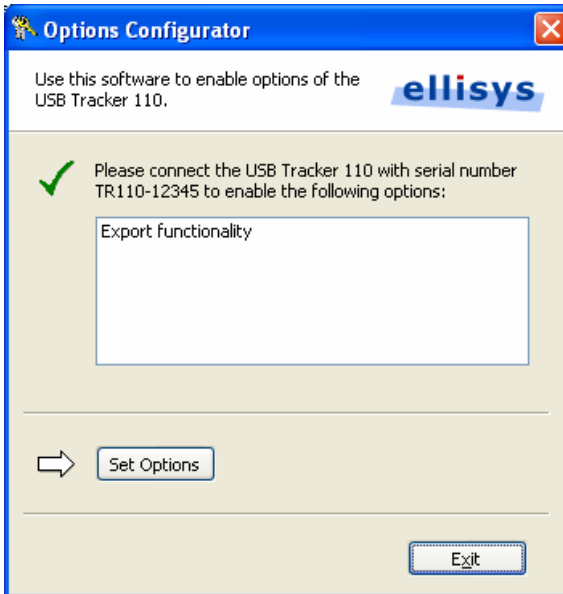 Options Configurator
Use this software to enable options of the
USB Tracker 110.
ellisys
Please connect the USB Tracker 110 with serial number
TR110-12345 to enable the following options:
Export functionality
Set Options
Exit